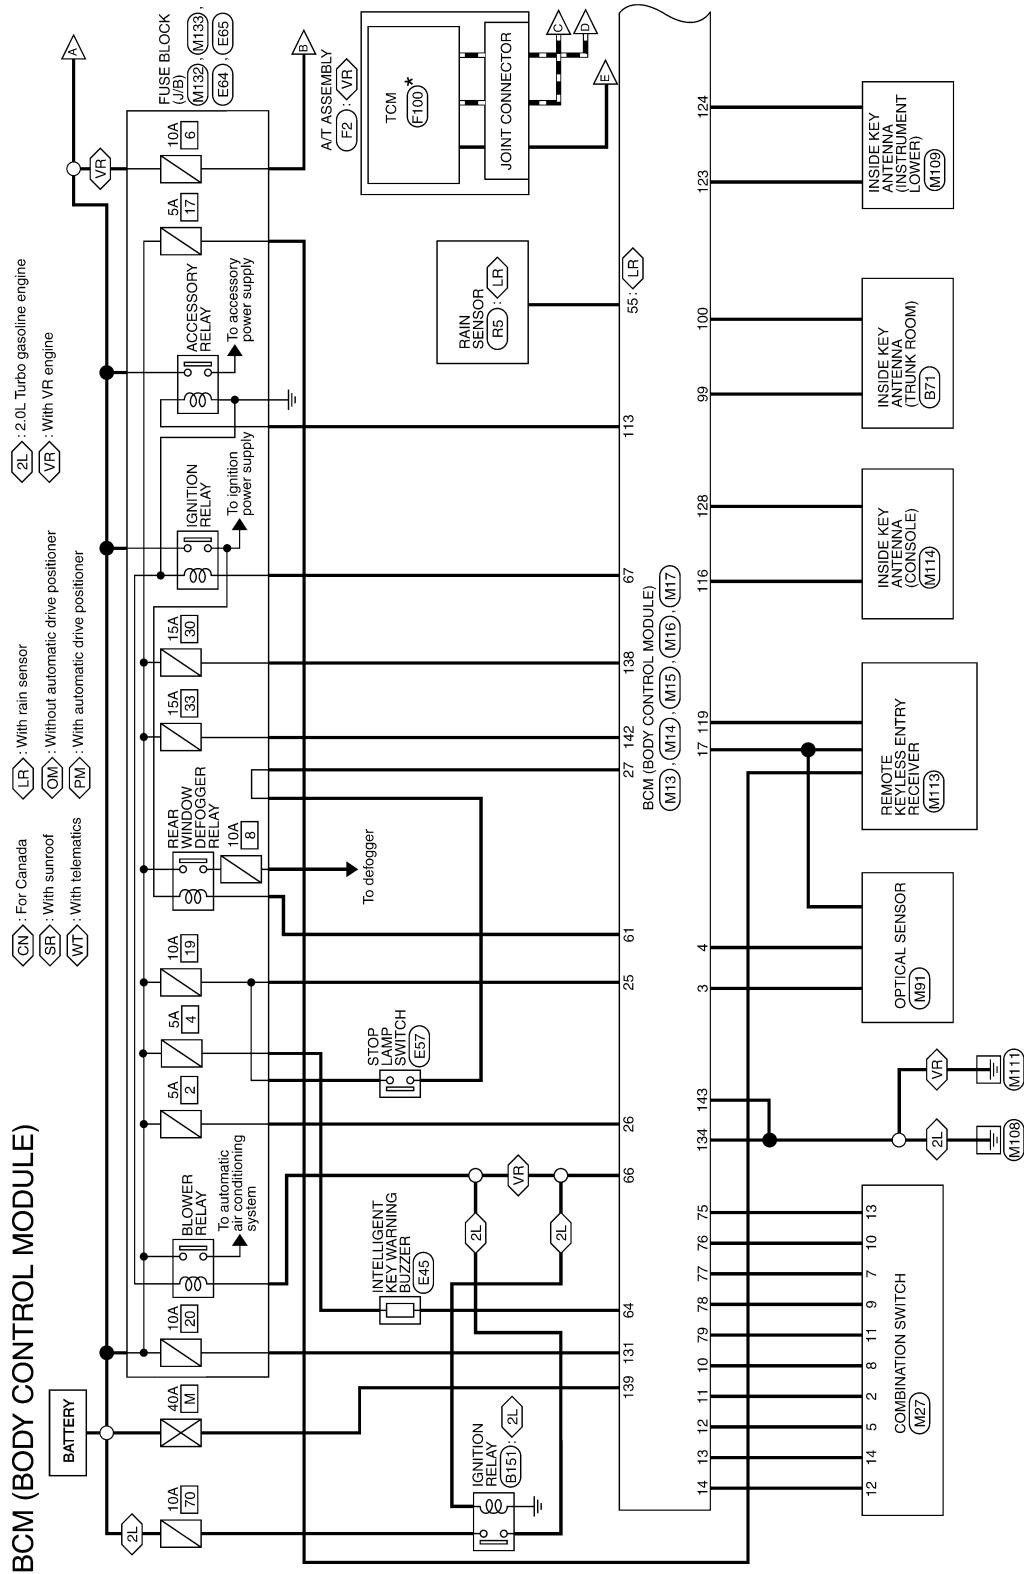 BCM (BODY CONTROL MODULE)
CN : For Canada
SR : With sunroof
WT : With telematics
LR : With rain sensor
OM : Without automatic drive positioner
PM : With automatic drive positioner
2L : 2.0L Turbo gasoline engine
VR : With VR engine
BATTERY
A
2L
VR
10A
70
40A
M
10A
20
BLOWER
RELAY
To automatic
air conditioning
system
5A
2
5A
4
10A
19
REAR
WINDOW
DEFOGGER
RELAY
10A
8
To defogger
15A
33
15A
30
IGNITION
RELAY
To ignition
power supply
ACCESSORY
RELAY
To accessory
power supply
5A
17
10A
6
FUSE BLOCK
(J/B)
M132 , M133 ,
E64 , E65
B
IGNITION
RELAY
B151 : 2L
INTELLIGENT
KEY WARNING
BUZZER
E45
2L
VR
2L
STOP
LAMP
SWITCH
E57
RAIN
SENSOR
R5 : LR
A/T ASSEMBLY
F2 : VR
TCM
F100 *
JOINT CONNECTOR
C
D
E
139
131
64
66
26
25
61
27
142
138
67
113
55 : LR
BCM (BODY CONTROL MODULE)
M13 , M14 , M15 , M16 , M17
14
13
12
11
10
79
78
77
76
75
134
143
3
4
17
119
116
128
99
100
123
124
12
14
5
2
8
11
9
7
10
13
COMBINATION SWITCH
M27
2L
VR
M108
M111
OPTICAL SENSOR
M91
REMOTE
KEYLESS ENTRY
RECEIVER
M113
INSIDE KEY
ANTENNA
(CONSOLE)
M114
INSIDE KEY
ANTENNA
(TRUNK ROOM)
B71
INSIDE KEY
ANTENNA
(INSTRUMENT
LOWER)
M109